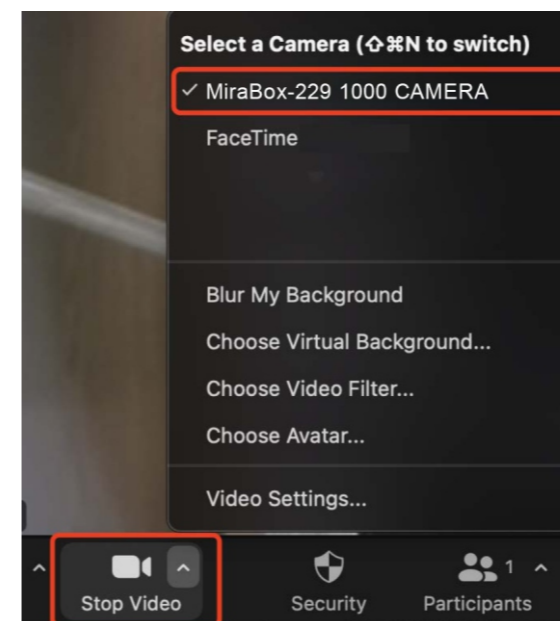 Select a Camera (⇧⌘N to switch)
✓ MiraBox-229 1000 CAMERA
FaceTime
Blur My Background
Choose Virtual Background...
Choose Video Filter...
Choose Avatar...
Video Settings...
Stop Video
Security
1
Participants